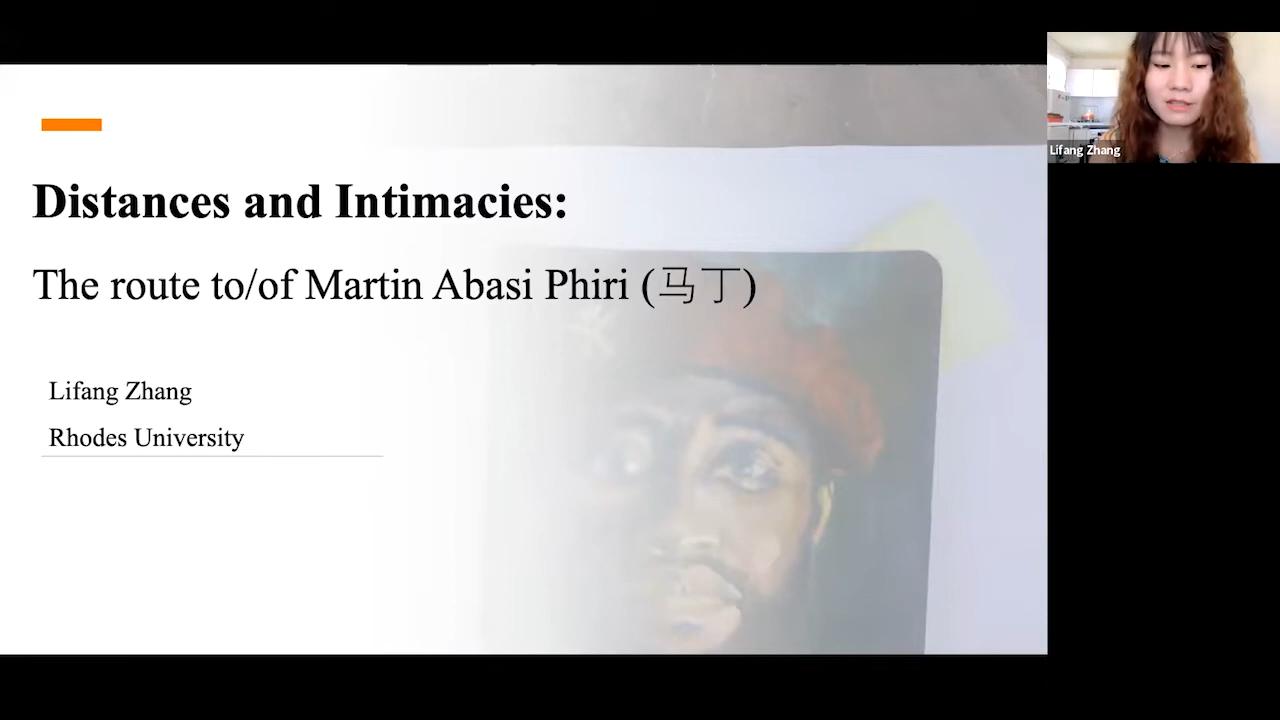 Distances and Intimacies:
The route to/of Martin Abasi Phiri (马丁)
Lifang Zhang
Rhodes University
Lifang Zhang